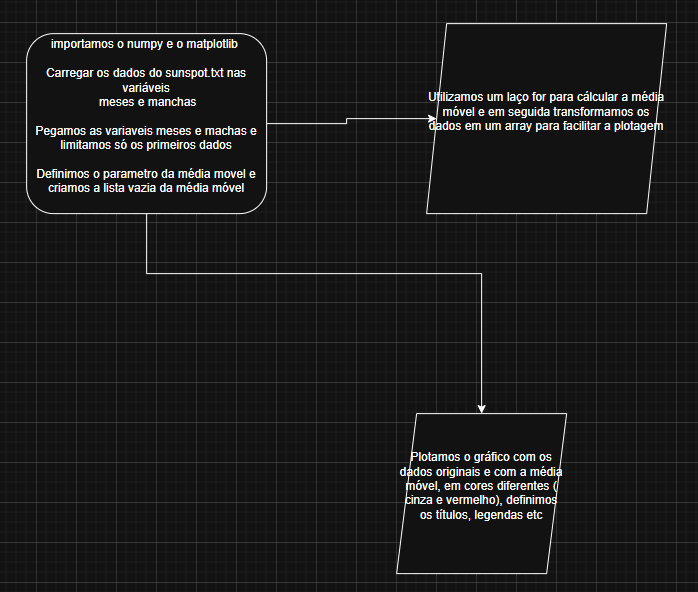 importamos o numpy e o matplotlib
Carregar os dados do sunspot.txt nas
variáveis
meses e manchas
Pegamos as variaveis meses e machas e
limitamos só os primeiros dados
Definimos o parametro da média movel e
criamos a lista vazia da média móvel
Utilizamos um laço for para cálcular a média
móvel e em seguida transformamos os
dados em um array para facilitar a plotagem
Plotamos o gráfico com os
dados originais e com a média
móvel, em cores diferentes (
cinza e vermelho), definimos
os títulos, legendas etc